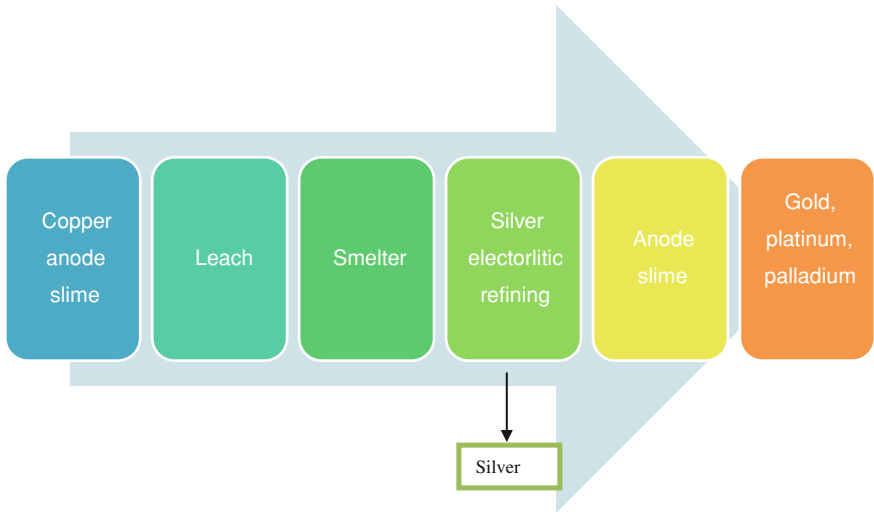 Copper
anode
slime
Leach
Smelter
Silver
electorlitic
refining
Anode
slime
Gold,
platinum,
palladium
Silver